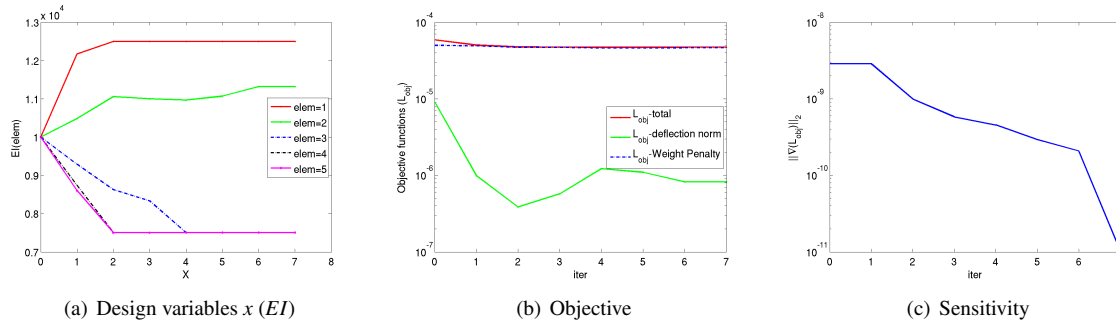 x 10^4
1.3
1.2
1.1
1
0.9
0.8
0.7
0 1 2 3 4 5 6 7 8
X
EI(elem)
elem=1
elem=2
elem=3
elem=4
elem=5
(a) Design variables x (EI)
10^-4
10^-5
10^-6
10^-7
0 1 2 3 4 5 6 7
iter
Objective functions (L_obj)
L_obj-total
L_obj-deflection norm
L_obj-Weight Penalty
(b) Objective
10^-8
10^-9
10^-10
10^-11
0 1 2 3 4 5 6
iter
||∇(L_obj)||_2
(c) Sensitivity